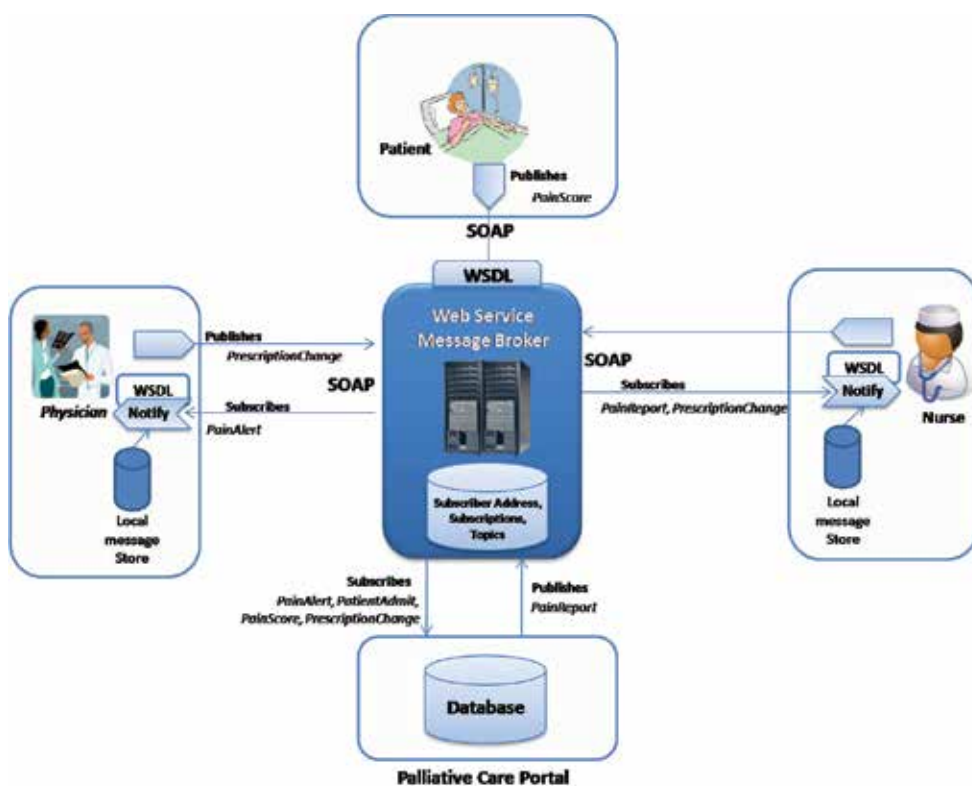 Patient
Publishes
PainScore
SOAP
WSDL
Web Service
Message Broker
Publishes
PrescriptionChange
SOAP
WSDL
Notify
Physician
Subscribes
PainAlert
Local
message
Store
SOAP
Subscribes
PainReport, PrescriptionChange
WSDL
Notify
Nurse
Local
message
Store
Subscriber Address,
Subscriptions,
Topics
Subscribes
PainAlert, PatientAdmit,
PainScore, PrescriptionChange
Publishes
PainReport
Database
Palliative Care Portal